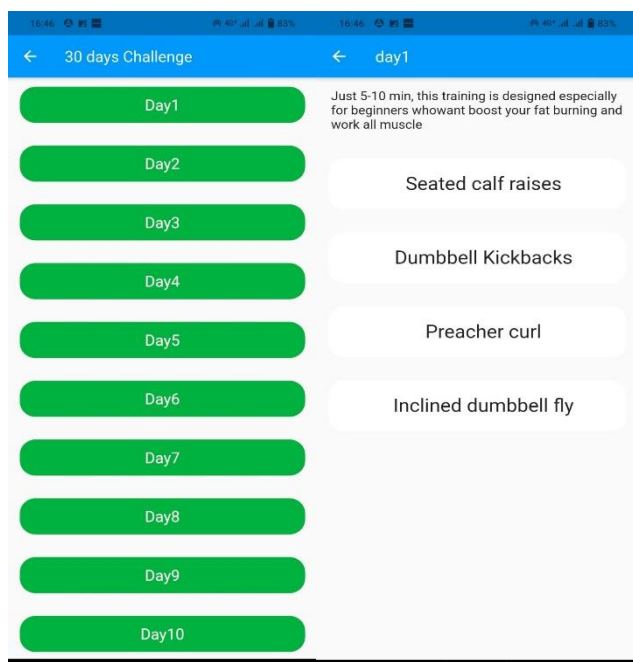 16:46
83%
30 days Challenge
Day1
Day2
Day3
Day4
Day5
Day6
Day7
Day8
Day9
Day10
16:46
83%
day1
Just 5-10 min, this training is designed especially
for beginners whowant boost your fat burning and
work all muscle
Seated calf raises
Dumbbell Kickbacks
Preacher curl
Inclined dumbbell fly